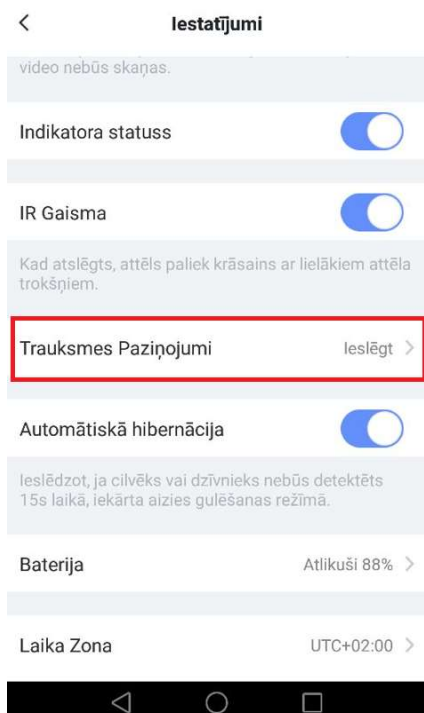 Iestatījumi
video nebūs skaņas.
Indikatora statuss
IR Gaisma
Kad atslēgts, attēls paliek krāsains ar lielākiem attēla
trokšņiem.
Trauksmes Paziņojumi Ieslēgt
Automātiskā hibernācija
Ieslēdzot, ja cilvēks vai dzīvnieks nebūs detektēts
15s laikā, iekārta aizies gulēšanas režīmā.
Baterija Atlikuši 88%
Laika Zona UTC+02:00